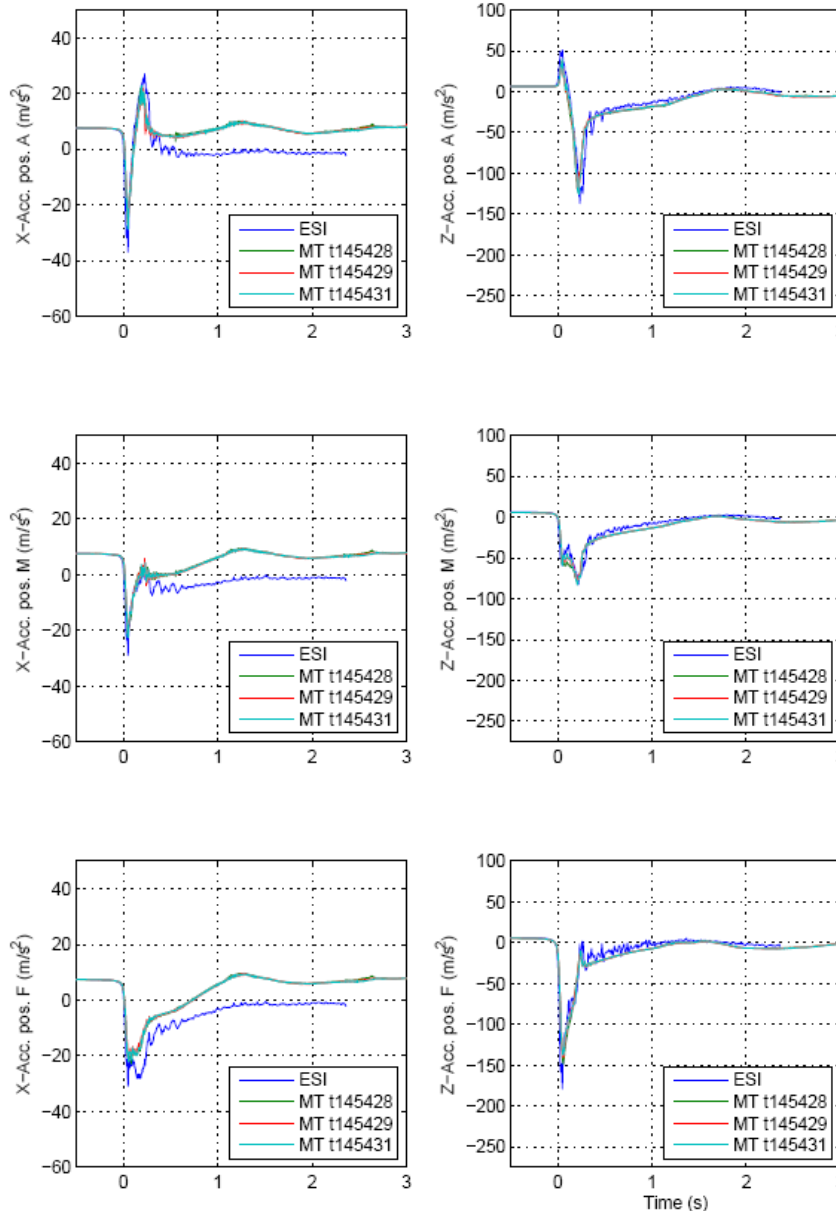 40
20
0
−20
−40
−60
X−Acc. pos. A (m/s²)
ESI
MT t145428
MT t145429
MT t145431
0 1 2 3
100
50
0
−50
−100
−150
−200
−250
Z−Acc. pos. A (m/s²)
ESI
MT t145428
MT t145429
MT t145431
0 1 2 3
40
20
0
−20
−40
−60
X−Acc. pos. M (m/s²)
ESI
MT t145428
MT t145429
MT t145431
0 1 2 3
100
50
0
−50
−100
−150
−200
−250
Z−Acc. pos. M (m/s²)
ESI
MT t145428
MT t145429
MT t145431
0 1 2
40
20
0
−20
−40
−60
X−Acc. pos. F (m/s²)
ESI
MT t145428
MT t145429
MT t145431
0 1 2 3
100
50
0
−50
−100
−150
−200
−250
Z−Acc. pos. F (m/s²)
ESI
MT t145428
MT t145429
MT t145431
0 1 2
Time (s)